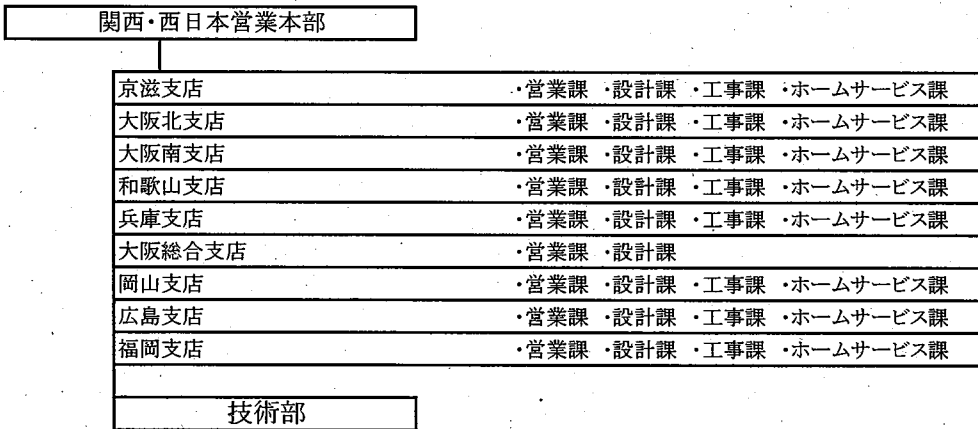 関西・西日本営業本部
京滋支店 ・営業課 ・設計課 ・工事課 ・ホームサービス課
大阪北支店 ・営業課 ・設計課 ・工事課 ・ホームサービス課
大阪南支店 ・営業課 ・設計課 ・工事課 ・ホームサービス課
和歌山支店 ・営業課 ・設計課 ・工事課 ・ホームサービス課
兵庫支店 ・営業課 ・設計課 ・工事課 ・ホームサービス課
大阪総合支店 ・営業課 ・設計課
岡山支店 ・営業課 ・設計課 ・工事課 ・ホームサービス課
広島支店 ・営業課 ・設計課 ・工事課 ・ホームサービス課
福岡支店 ・営業課 ・設計課 ・工事課 ・ホームサービス課
技術部